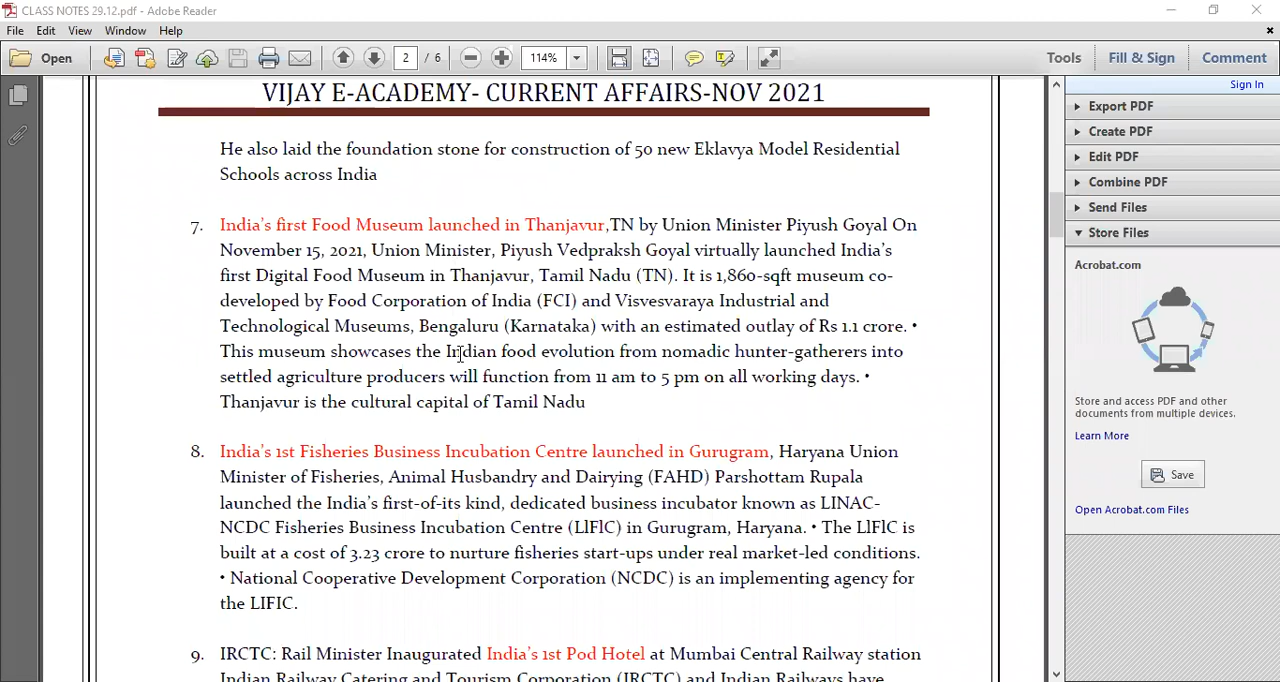 CLASS NOTES 29.12.pdf - Adobe Reader
File Edit View Window Help
Open 2 / 6 114% Tools Fill & Sign Comment
Sign In
VIJAY E-ACADEMY- CURRENT AFFAIRS-NOV 2021
He also laid the foundation stone for construction of 50 new Eklavya Model Residential
Schools across India
7. India's first Food Museum launched in Thanjavur,TN by Union Minister Piyush Goyal On
November 15, 2021, Union Minister, Piyush Vedpraksh Goyal virtually launched India's
first Digital Food Museum in Thanjavur, Tamil Nadu (TN). It is 1,860-sqft museum co-
developed by Food Corporation of India (FCI) and Visvesvaraya Industrial and
Technological Museums, Bengaluru (Karnataka) with an estimated outlay of Rs 1.1 crore. •
This museum showcases the Indian food evolution from nomadic hunter-gatherers into
settled agriculture producers will function from 11 am to 5 pm on all working days. •
Thanjavur is the cultural capital of Tamil Nadu
8. India's 1st Fisheries Business Incubation Centre launched in Gurugram, Haryana Union
Minister of Fisheries, Animal Husbandry and Dairying (FAHD) Parshottam Rupala
launched the India's first-of-its kind, dedicated business incubator known as LINAC-
NCDC Fisheries Business Incubation Centre (LlFlC) in Gurugram, Haryana. • The LlFlC is
built at a cost of 3.23 crore to nurture fisheries start-ups under real market-led conditions.
• National Cooperative Development Corporation (NCDC) is an implementing agency for
the LIFIC.
9. IRCTC: Rail Minister Inaugurated India's 1st Pod Hotel at Mumbai Central Railway station
Indian Railway Catering and Tourism Corporation (IRCTC) and Indian Railways have
Export PDF
Create PDF
Edit PDF
Combine PDF
Send Files
Store Files
Acrobat.com
Store and access PDF and other
documents from multiple devices.
Learn More
Save
Open Acrobat.com Files